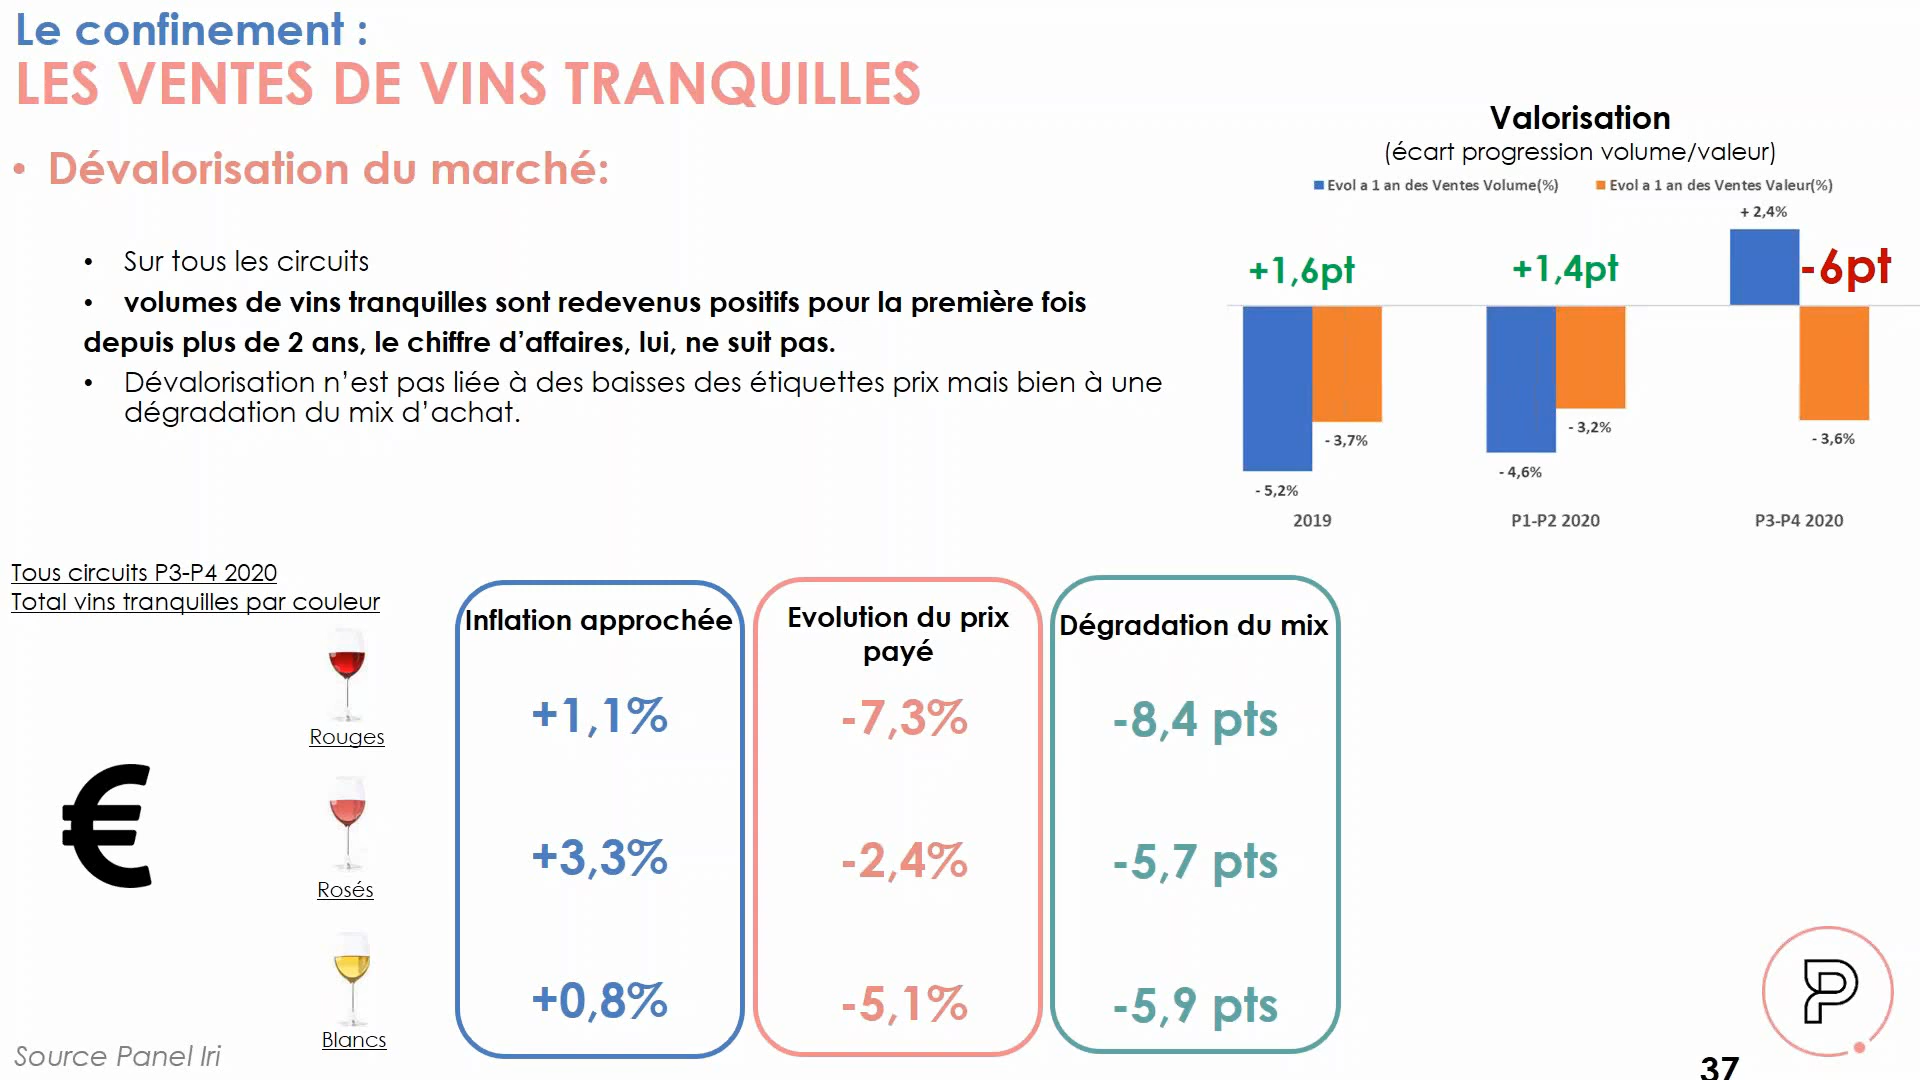 Le confinement :
LES VENTES DE VINS TRANQUILLES
• Dévalorisation du marché:
• Sur tous les circuits
• volumes de vins tranquilles sont redevenus positifs pour la première fois
depuis plus de 2 ans, le chiffre d’affaires, lui, ne suit pas.
• Dévalorisation n’est pas liée à des baisses des étiquettes prix mais bien à une
dégradation du mix d’achat.
Valorisation
(écart progression volume/valeur)
Evol a 1 an des Ventes Volume(%) Evol a 1 an des Ventes Valeur(%)
+ 2,4%
+1,6pt +1,4pt -6pt
- 3,7% - 3,2% - 3,6%
- 5,2% - 4,6%
2019 P1-P2 2020 P3-P4 2020
Tous circuits P3-P4 2020
Total vins tranquilles par couleur
Inflation approchée
Evolution du prix
payé
Dégradation du mix
Rouges
+1,1% -7,3% -8,4 pts
€
Rosés
+3,3% -2,4% -5,7 pts
Blancs
+0,8% -5,1% -5,9 pts
Source Panel Iri
37
P